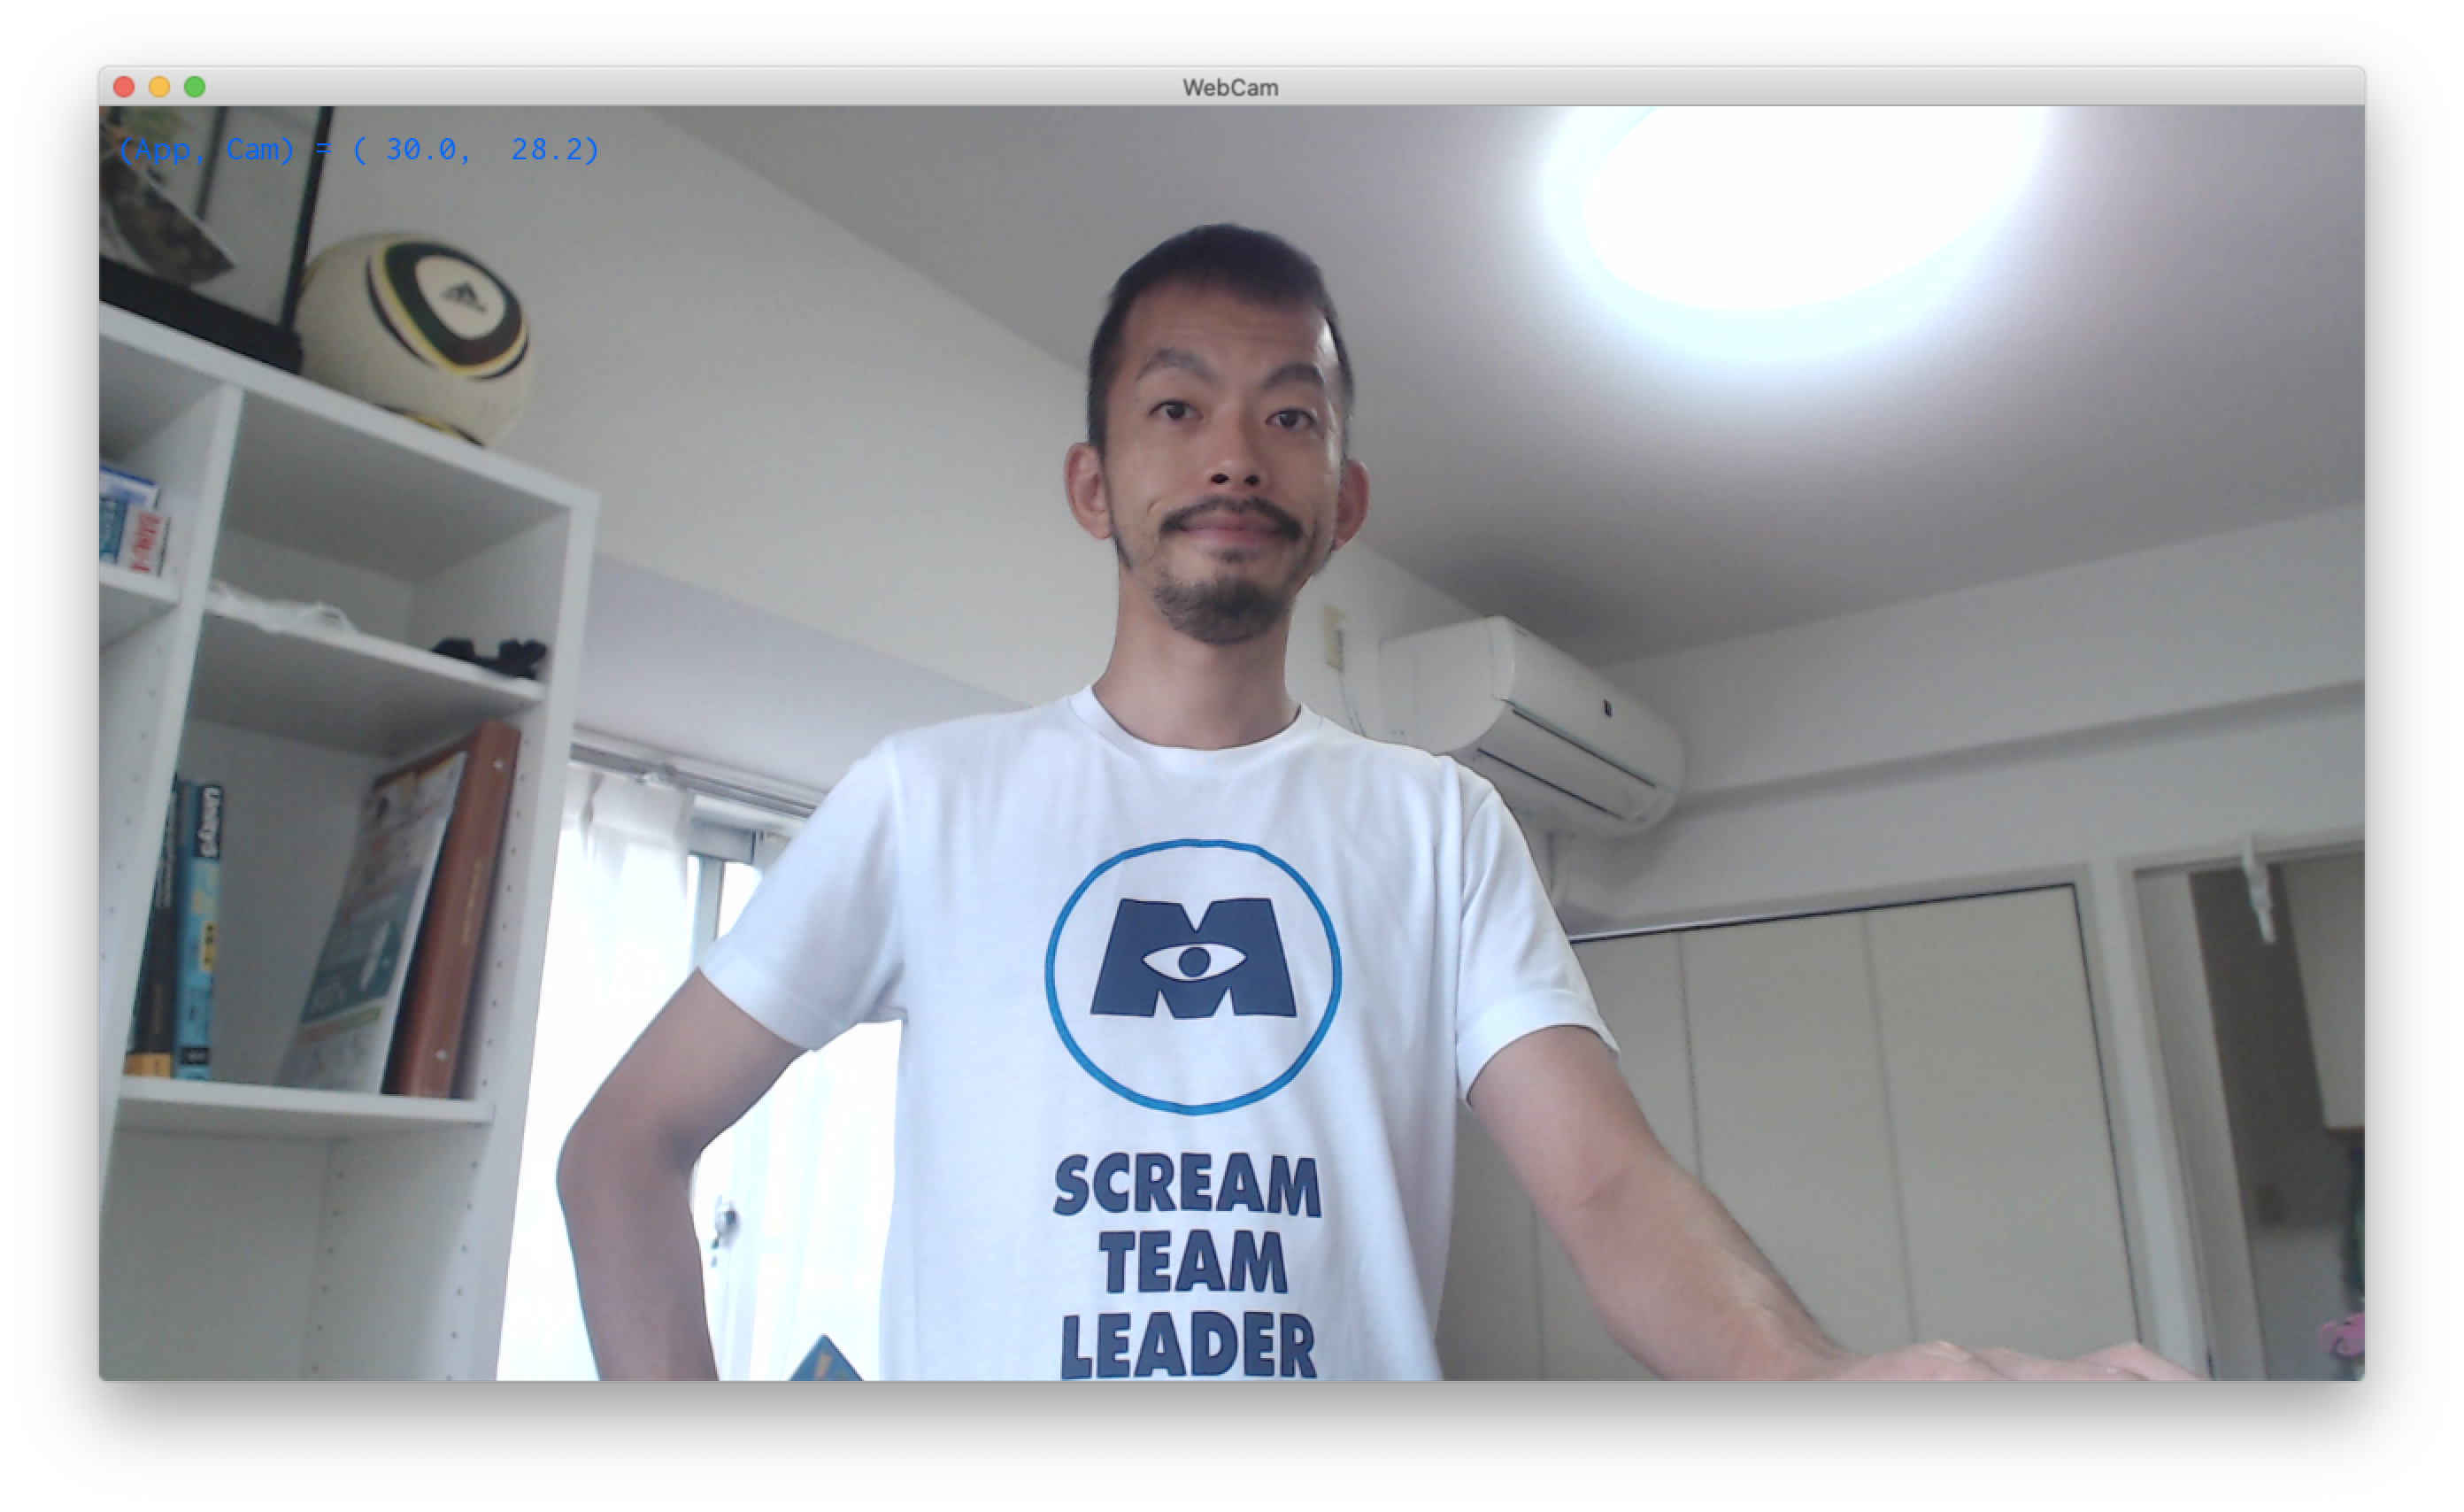 WebCam
(App, Cam) = ( 30.0,  28.2)
SCREAM
TEAM
LEADER